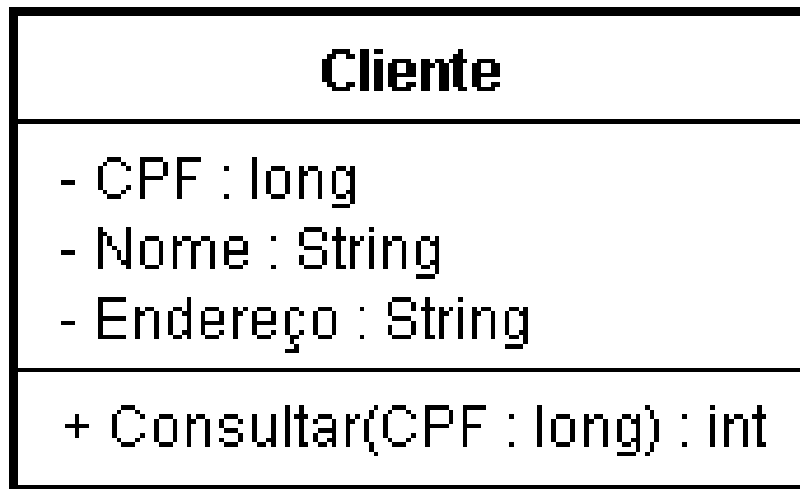 Cliente
- CPF : long
- Nome : String
- Endereço : String
+ Consultar(CPF : long) : int